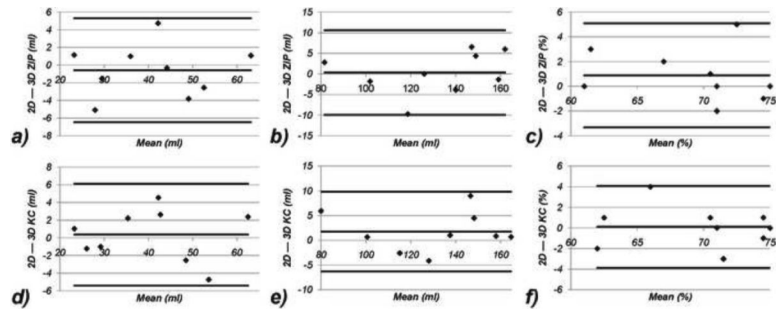 2D — 3D ZIP (ml)
6
4
2
0
-2
-4
-6
-8
20 30 40 50 60
Mean (ml)
a)
2D — 3D ZIP (ml)
15
10
5
0
-5
-10
-15
80 100 120 140 160
Mean (ml)
b)
2D — 3D ZIP (%)
6
4
2
0
-2
-4
60 65 70 75
Mean (%)
c)
2D — 3D KC (ml)
8
6
4
2
0
-2
-4
-6
20 30 40 50 60
Mean (ml)
d)
2D — 3D KC (ml)
15
10
5
0
-5
-10
80 100 120 140 160
Mean (ml)
e)
2D — 3D KC (%)
6
4
2
0
-2
-4
-6
60 65 70 75
Mean (%)
f)